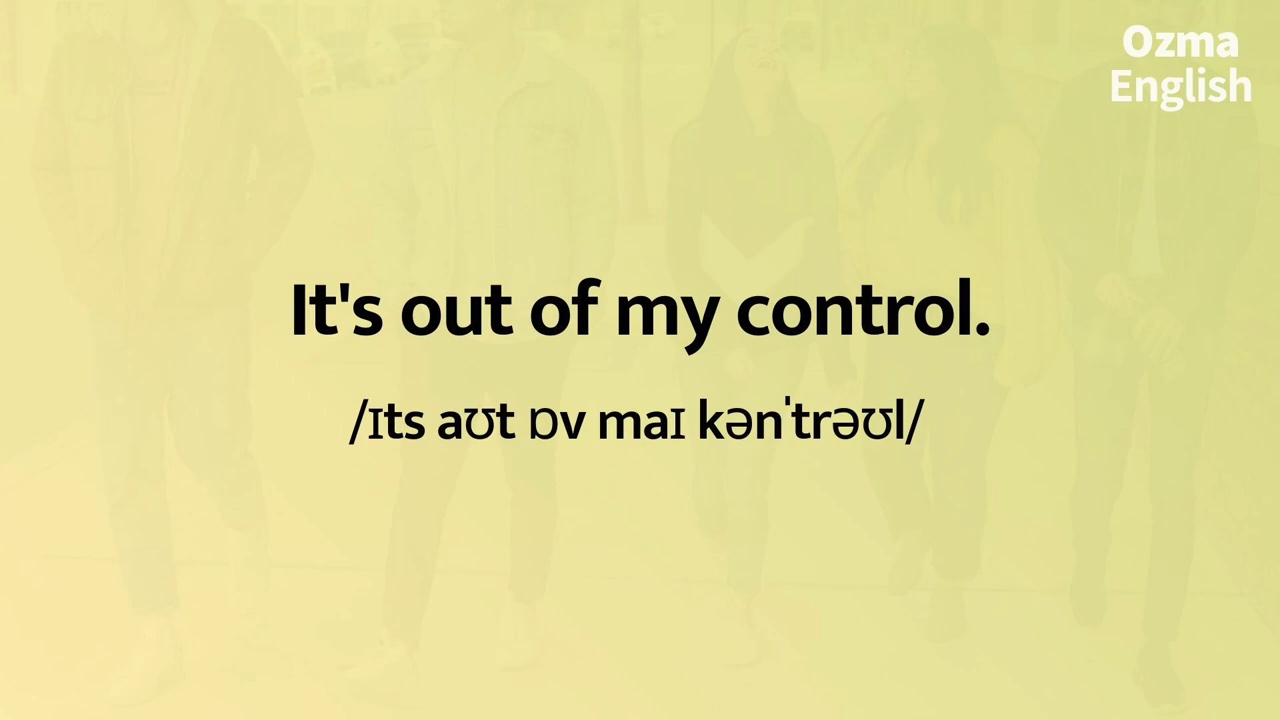 Ozma
English
It's out of my control.
/ɪts aʊt ɒv maɪ kənˈtrəʊl/